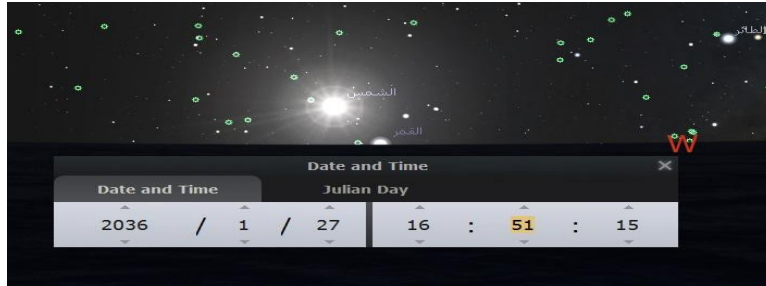 الطائر
الشمس
القمر
W
Date and Time ×
Date and Time Julian Day
2036 / 1 / 27 16 : 51 : 15